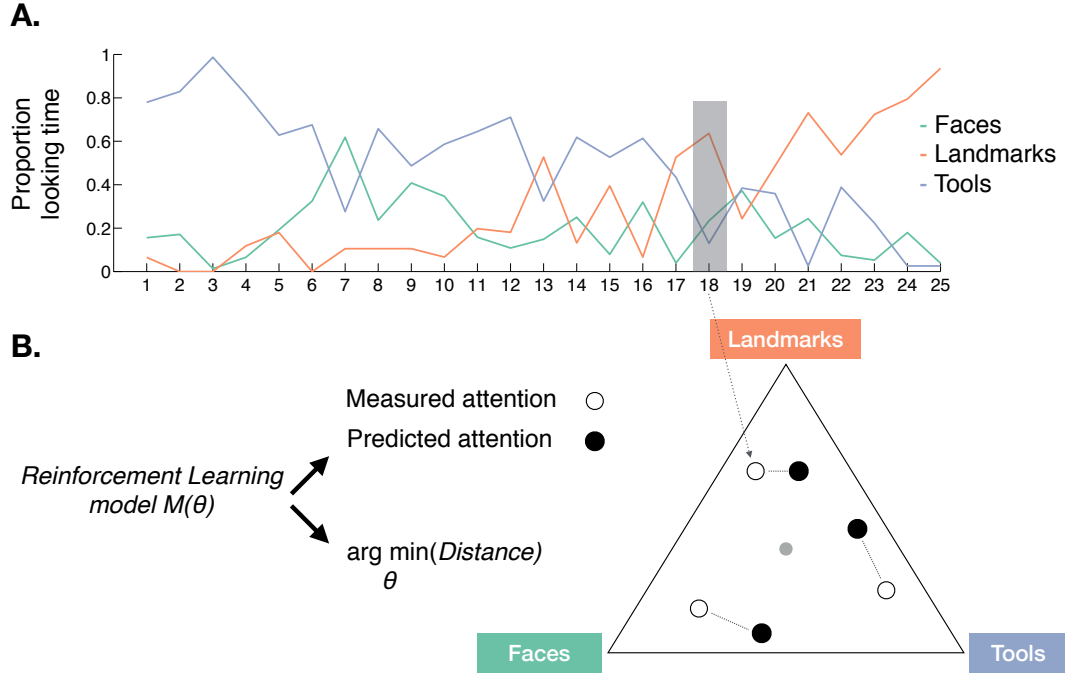 A.
Proportion
looking time
1
0.8
0.6
0.4
0.2
0
1 2 3 4 5 6 7 8 9 10 11 12 13 14 15 16 17 18 19 20 21 22 23 24 25
Faces
Landmarks
Tools
B.
Landmarks
Measured attention
Predicted attention
Reinforcement Learning
model M(θ)
arg min(Distance)
θ
Faces
Tools